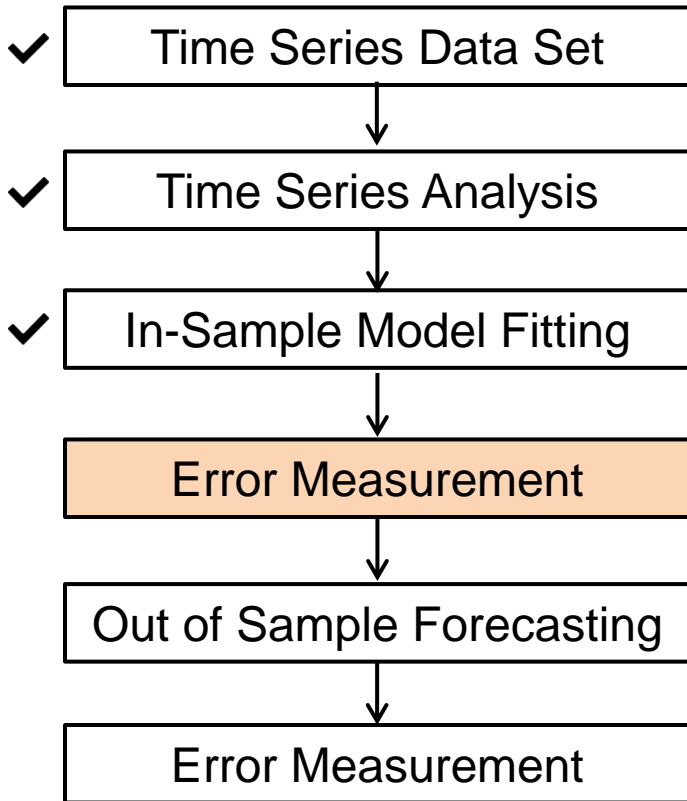 Time Series Data Set
Time Series Analysis
In-Sample Model Fitting
Error Measurement
Out of Sample Forecasting
Error Measurement